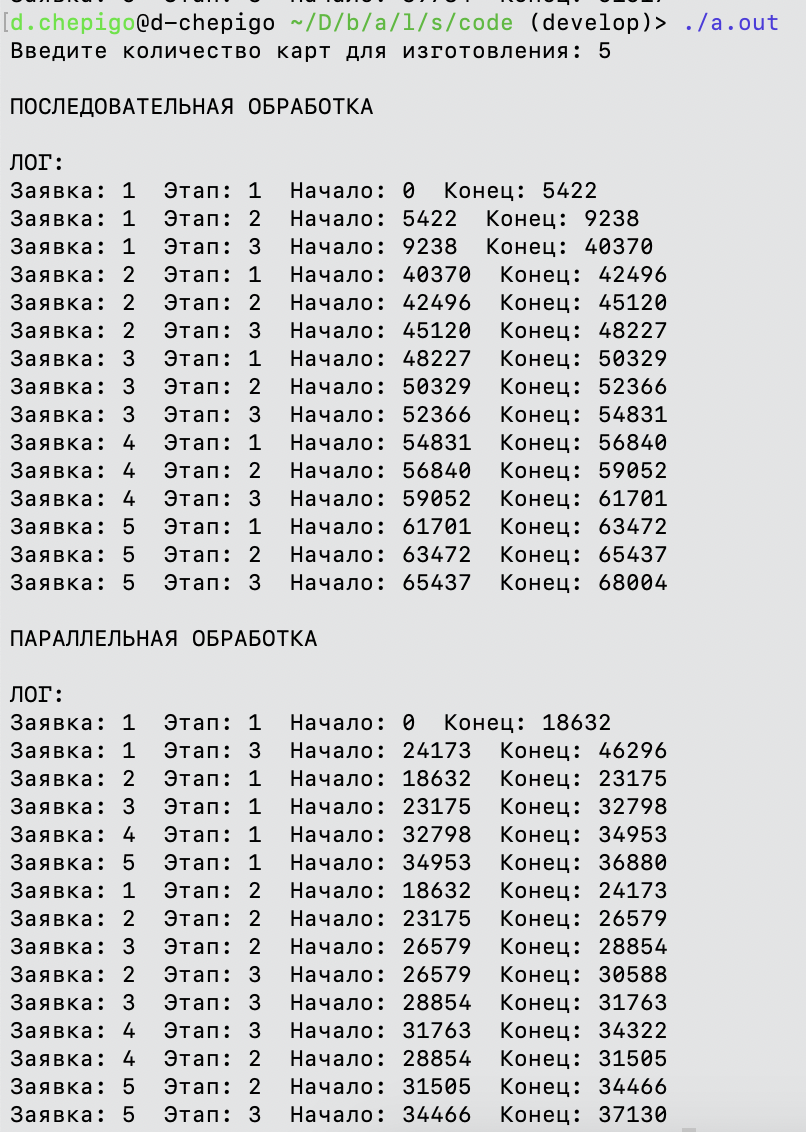 [d.chepigo@d-chepigo ~/D/b/a/l/s/code (develop)> ./a.out
Введите количество карт для изготовления: 5
ПОСЛЕДОВАТЕЛЬНАЯ ОБРАБОТКА
ЛОГ:
Заявка: 1  Этап: 1  Начало: 0  Конец: 5422
Заявка: 1  Этап: 2  Начало: 5422  Конец: 9238
Заявка: 1  Этап: 3  Начало: 9238  Конец: 40370
Заявка: 2  Этап: 1  Начало: 40370  Конец: 42496
Заявка: 2  Этап: 2  Начало: 42496  Конец: 45120
Заявка: 2  Этап: 3  Начало: 45120  Конец: 48227
Заявка: 3  Этап: 1  Начало: 48227  Конец: 50329
Заявка: 3  Этап: 2  Начало: 50329  Конец: 52366
Заявка: 3  Этап: 3  Начало: 52366  Конец: 54831
Заявка: 4  Этап: 1  Начало: 54831  Конец: 56840
Заявка: 4  Этап: 2  Начало: 56840  Конец: 59052
Заявка: 4  Этап: 3  Начало: 59052  Конец: 61701
Заявка: 5  Этап: 1  Начало: 61701  Конец: 63472
Заявка: 5  Этап: 2  Начало: 63472  Конец: 65437
Заявка: 5  Этап: 3  Начало: 65437  Конец: 68004
ПАРАЛЛЕЛЬНАЯ ОБРАБОТКА
ЛОГ:
Заявка: 1  Этап: 1  Начало: 0  Конец: 18632
Заявка: 1  Этап: 3  Начало: 24173  Конец: 46296
Заявка: 2  Этап: 1  Начало: 18632  Конец: 23175
Заявка: 3  Этап: 1  Начало: 23175  Конец: 32798
Заявка: 4  Этап: 1  Начало: 32798  Конец: 34953
Заявка: 5  Этап: 1  Начало: 34953  Конец: 36880
Заявка: 1  Этап: 2  Начало: 18632  Конец: 24173
Заявка: 2  Этап: 2  Начало: 23175  Конец: 26579
Заявка: 3  Этап: 2  Начало: 26579  Конец: 28854
Заявка: 2  Этап: 3  Начало: 26579  Конец: 30588
Заявка: 3  Этап: 3  Начало: 28854  Конец: 31763
Заявка: 4  Этап: 3  Начало: 31763  Конец: 34322
Заявка: 4  Этап: 2  Начало: 28854  Конец: 31505
Заявка: 5  Этап: 2  Начало: 31505  Конец: 34466
Заявка: 5  Этап: 3  Начало: 34466  Конец: 37130